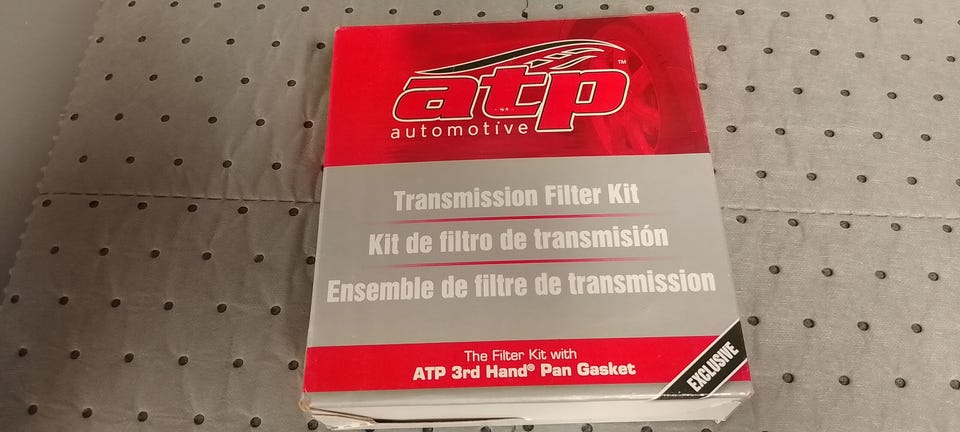 atp™
automotive
Transmission Filter Kit
Kit de filtro de transmisión
Ensemble de filtre de transmission
The Filter Kit with
ATP 3rd Hand® Pan Gasket
EXCLUSIVE